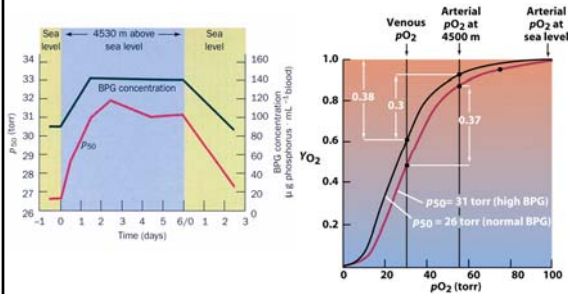 Sea level
4530 m above sea level
Sea level
34
33
32
31
30
29
28
27
26
p50 (torr)
BPG concentration
p50
160
140
120
100
80
60
40
20
0
BPG concentration
(μg phosphorus · mL⁻¹ blood)
–1
0
1
2
3
4
5
6/0
1
2
3
Time (days)
Venous
pO2
Arterial
pO2 at
4500 m
Arterial
pO2 at
sea level
1.0
0.8
0.6
0.4
0.2
YO2
0.38
0.3
0.37
p50 = 31 torr (high BPG)
p50 = 26 torr (normal BPG)
0
20
40
60
80
100
pO2 (torr)